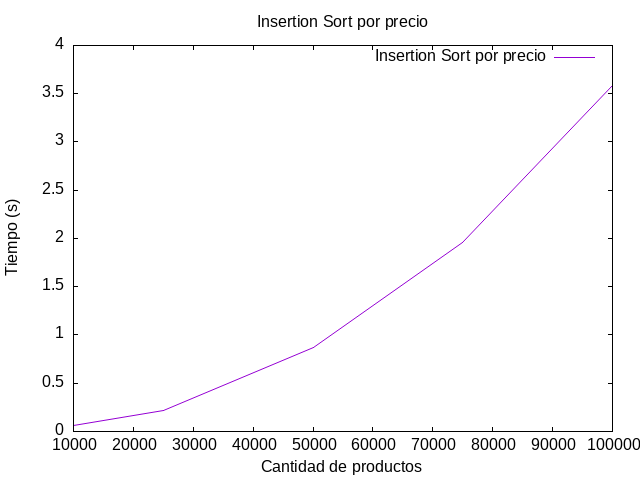 Insertion Sort por precio
Insertion Sort por precio
4
3.5
3
2.5
2
1.5
1
0.5
0
Tiempo (s)
10000 20000 30000 40000 50000 60000 70000 80000 90000 100000
Cantidad de productos